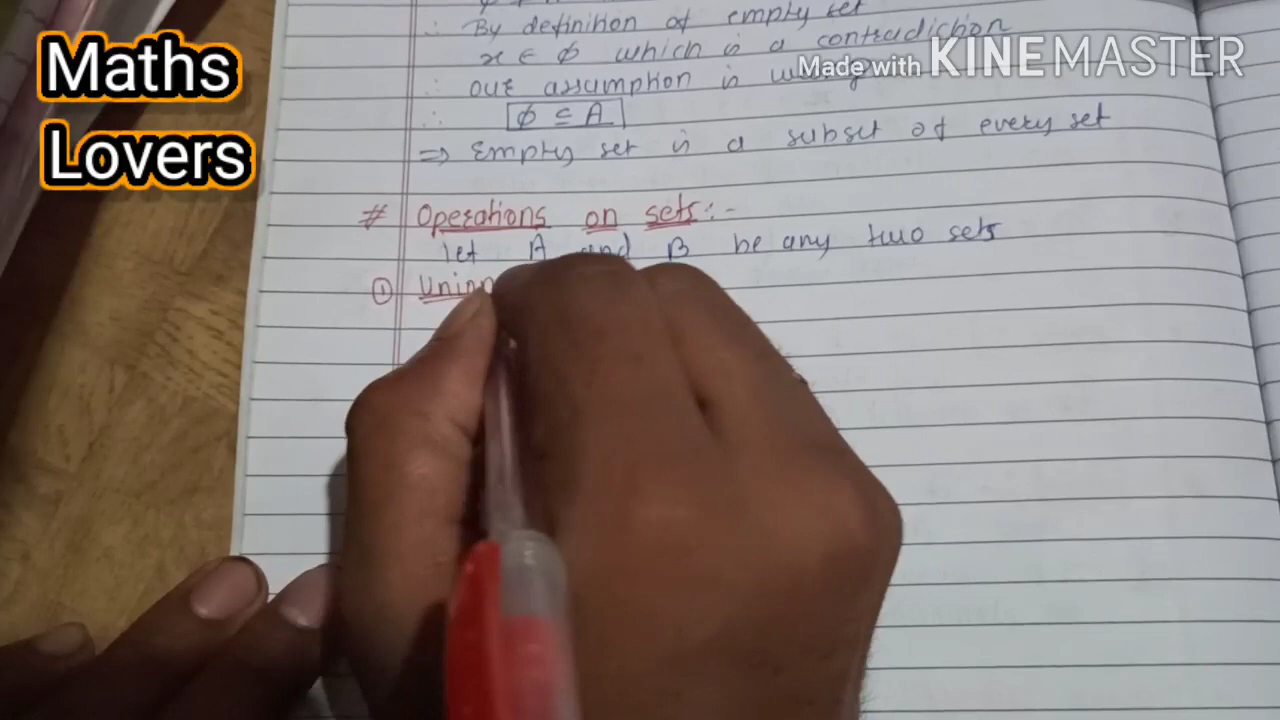 Maths
Lovers
Made with KINEMASTER
∴ By definition of empty set
x ∈ ϕ which is a contradiction
∴ our assumption is
∴ ϕ ⊆ A
⇒ Empty set is a subset of every set
# Operations on sets:-
let A and B be any two sets
① Union